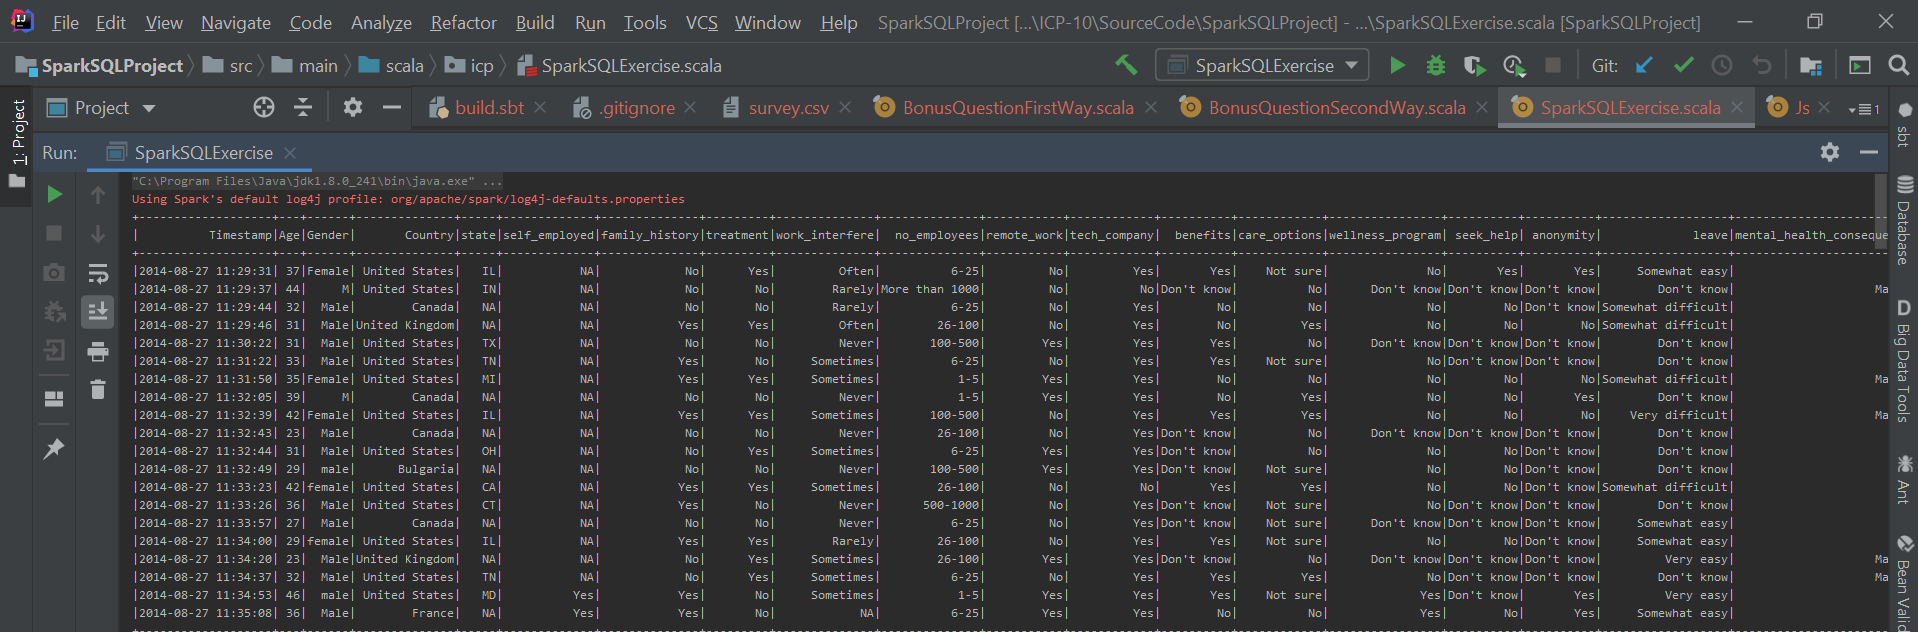 File Edit View Navigate Code Analyze Refactor Build Run Tools VCS Window Help SparkSQLProject [...\ICP-10\SourceCode\SparkSQLProject] - ...\SparkSQLExercise.scala [SparkSQLProject]
SparkSQLProject src main scala icp SparkSQLExercise.scala SparkSQLExercise Git:
Project build.sbt .gitignore survey.csv BonusQuestionFirstWay.scala BonusQuestionSecondWay.scala SparkSQLExercise.scala Js 1
1: Project
Run: SparkSQLExercise
"C:\Program Files\Java\jdk1.8.0_241\bin\java.exe" ...
Using Spark's default log4j profile: org/apache/spark/log4j-defaults.properties
| Timestamp|Age|Gender| Country|state|self_employed|family_history|treatment|work_interfere| no_employees|remote_work|tech_company| benefits|care_options|wellness_program| seek_help| anonymity| leave|mental_health_conseque
|2014-08-27 11:29:31| 37|Female| United States| IL| NA| No| Yes| Often| 6-25| No| Yes| Yes| Not sure| No| Yes| Yes| Somewhat easy|
|2014-08-27 11:29:37| 44| M| United States| IN| NA| No| No| Rarely|More than 1000| No| No|Don't know| No| Don't know|Don't know|Don't know| Don't know| Ma
|2014-08-27 11:29:44| 32| Male| Canada| NA| NA| No| No| Rarely| 6-25| No| Yes| No| No| No| No|Don't know|Somewhat difficult|
|2014-08-27 11:29:46| 31| Male|United Kingdom| NA| NA| Yes| Yes| Often| 26-100| No| Yes| No| Yes| No| No| No|Somewhat difficult|
|2014-08-27 11:30:22| 31| Male| United States| TX| NA| No| No| Never| 100-500| Yes| Yes| Yes| No| Don't know|Don't know|Don't know| Don't know|
|2014-08-27 11:31:22| 33| Male| United States| TN| NA| Yes| No| Sometimes| 6-25| No| Yes| Yes| Not sure| No|Don't know|Don't know| Don't know|
|2014-08-27 11:31:50| 35|Female| United States| MI| NA| Yes| Yes| Sometimes| 1-5| Yes| Yes| No| No| No| No| No|Somewhat difficult| Ma
|2014-08-27 11:32:05| 39| M| Canada| NA| NA| No| No| Never| 1-5| Yes| Yes| No| Yes| No| No| Yes| Don't know|
|2014-08-27 11:32:39| 42|Female| United States| IL| NA| Yes| Yes| Sometimes| 100-500| No| Yes| Yes| Yes| No| No| No| Very difficult| Ma
|2014-08-27 11:32:43| 23| Male| Canada| NA| NA| No| No| Never| 26-100| No| Yes|Don't know| No| Don't know|Don't know|Don't know| Don't know|
|2014-08-27 11:32:44| 31| Male| United States| OH| NA| No| Yes| Sometimes| 6-25| Yes| Yes|Don't know| No| No|Don't know|Don't know| Don't know|
|2014-08-27 11:32:49| 29| male| Bulgaria| NA| NA| No| No| Never| 100-500| Yes| Yes|Don't know| Not sure| No| No|Don't know| Don't know|
|2014-08-27 11:33:23| 42|female| United States| CA| NA| Yes| Yes| Sometimes| 26-100| No| No| Yes| Yes| No| No|Don't know|Somewhat difficult|
|2014-08-27 11:33:26| 36| Male| United States| CT| NA| Yes| No| Never| 500-1000| No| Yes|Don't know| Not sure| No|Don't know|Don't know| Don't know|
|2014-08-27 11:33:57| 27| Male| Canada| NA| NA| No| No| Never| 6-25| No| Yes|Don't know| Not sure| Don't know|Don't know|Don't know| Somewhat easy|
|2014-08-27 11:34:00| 29|female| United States| IL| NA| Yes| Yes| Rarely| 26-100| No| Yes| Yes| Not sure| No|Don't know|Don't know| Somewhat easy|
|2014-08-27 11:34:20| 23| Male|United Kingdom| NA| NA| No| Yes| Sometimes| 26-100| Yes| Yes|Don't know| No| Don't know|Don't know|Don't know| Very easy| Ma
|2014-08-27 11:34:37| 32| Male| United States| TN| NA| No| Yes| Sometimes| 6-25| No| Yes| Yes| Yes| No|Don't know|Don't know| Don't know| Ma
|2014-08-27 11:34:53| 46| male| United States| MD| Yes| Yes| No| Sometimes| 1-5| Yes| Yes| Yes| Not sure| Yes|Don't know| Yes| Very easy|
|2014-08-27 11:35:08| 36| Male| France| NA| Yes| Yes| No| NA| 6-25| Yes| Yes| No| No| Yes| No| Yes| Somewhat easy|
sbt
Database
D Big Data Tools
Ant
Bean Valid